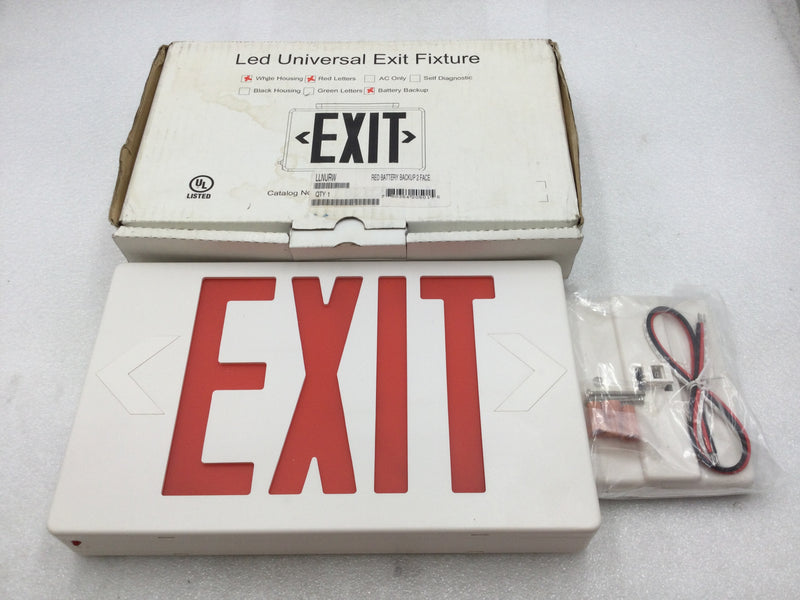 Led Universal Exit Fixture
White Housing Red Letters AC Only Self Diagnostic
Black Housing Green Letters Battery Backup
EXIT
UL
LISTED
LLNURW RED BATTERY BACKUP 2 FACE
Catalog No
QTY: 1
EXIT